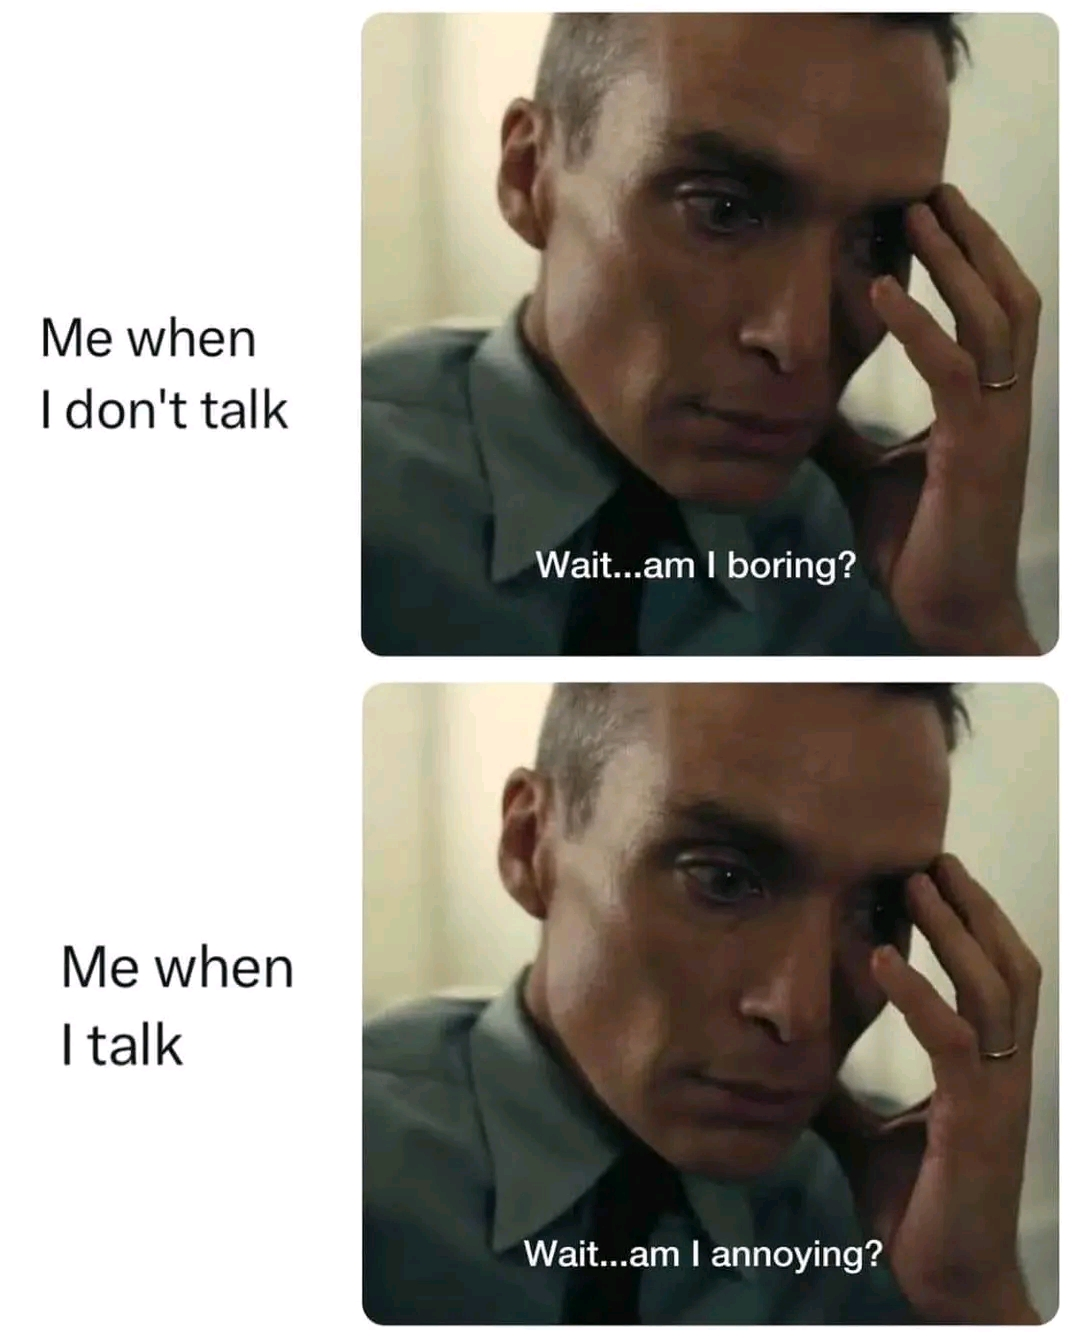 Me when
I don't talk
Wait...am I boring?
Me when
I talk
Wait...am I annoying?